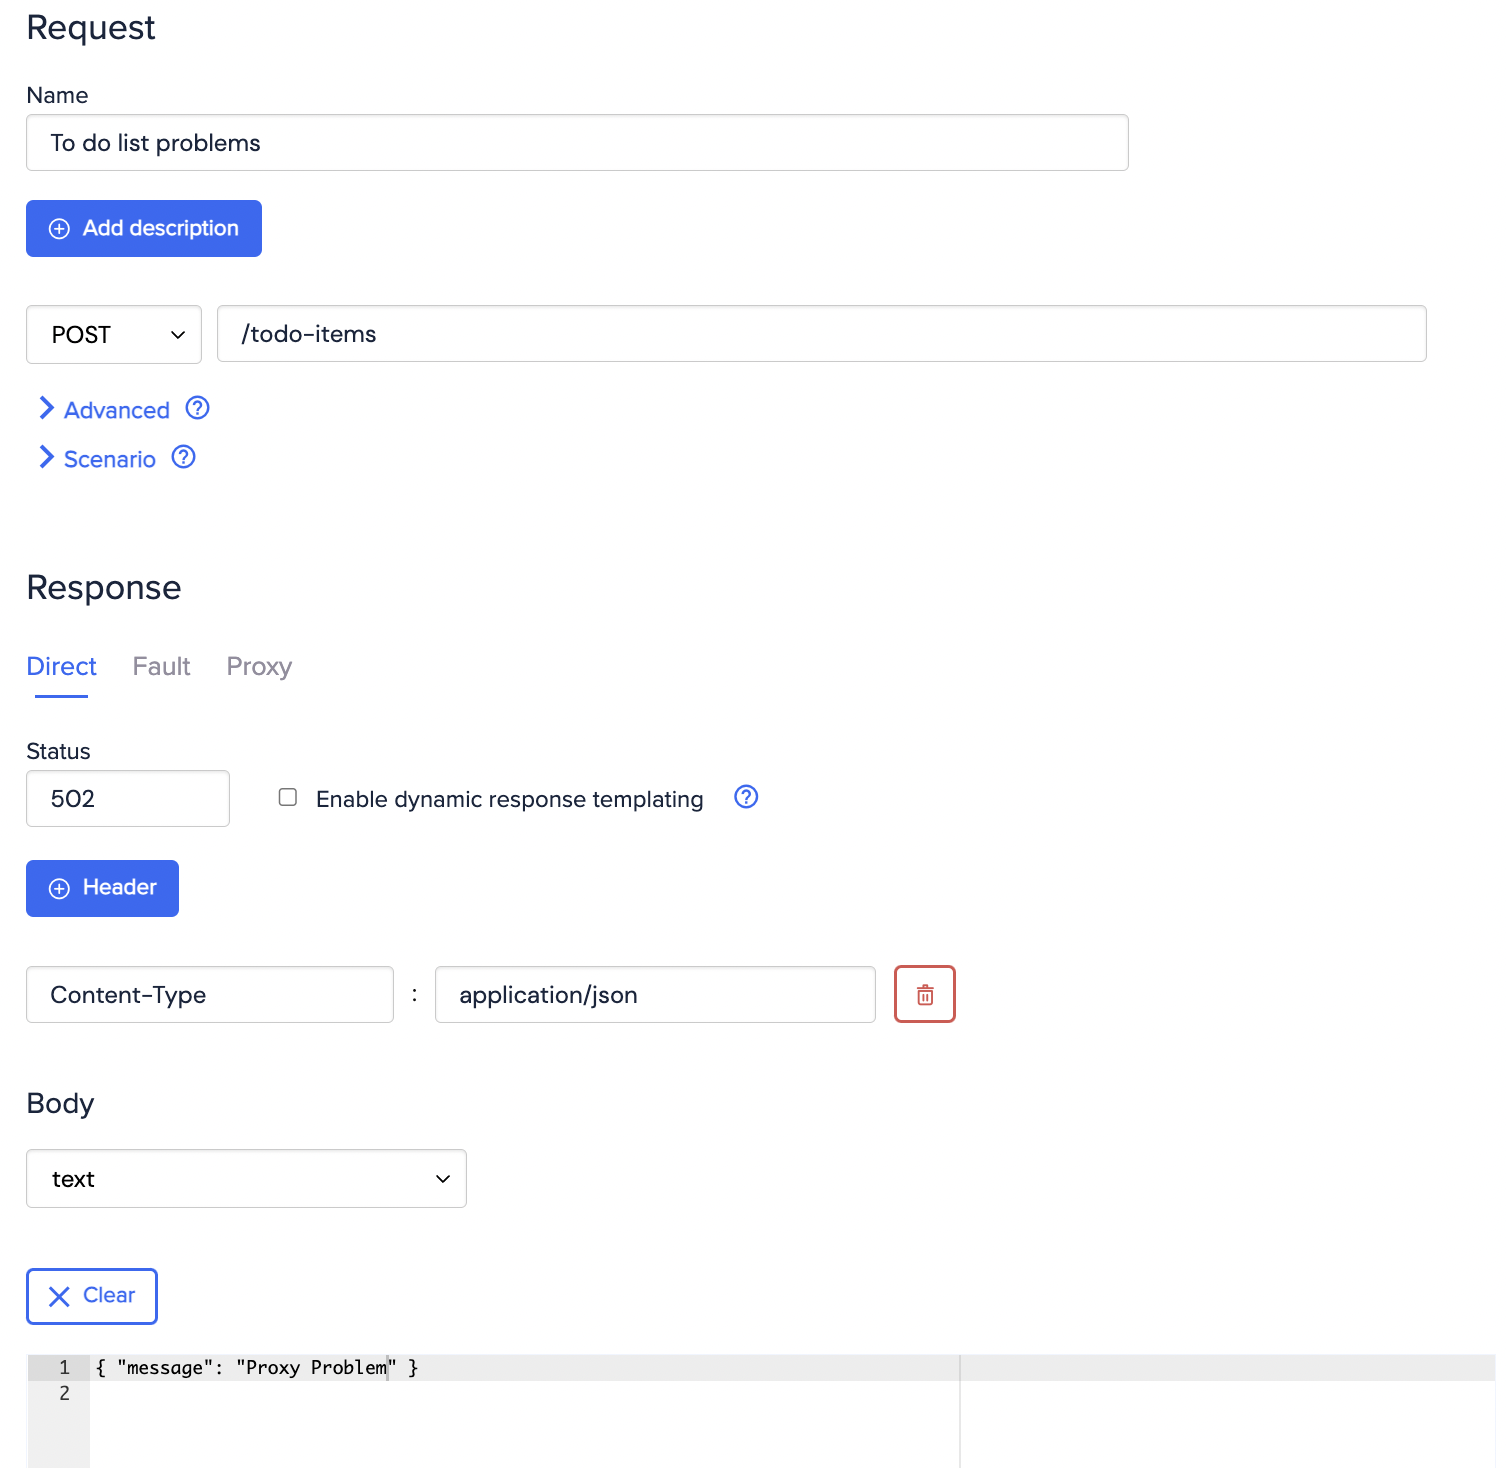 Request
Name
To do list problems
Add description
POST
/todo-items
Advanced ?
Scenario ?
Response
Direct Fault Proxy
Status
502
Enable dynamic response templating ?
Header
Content-Type : application/json
Body
text
Clear
1 { "message": "Proxy Problem" }
2